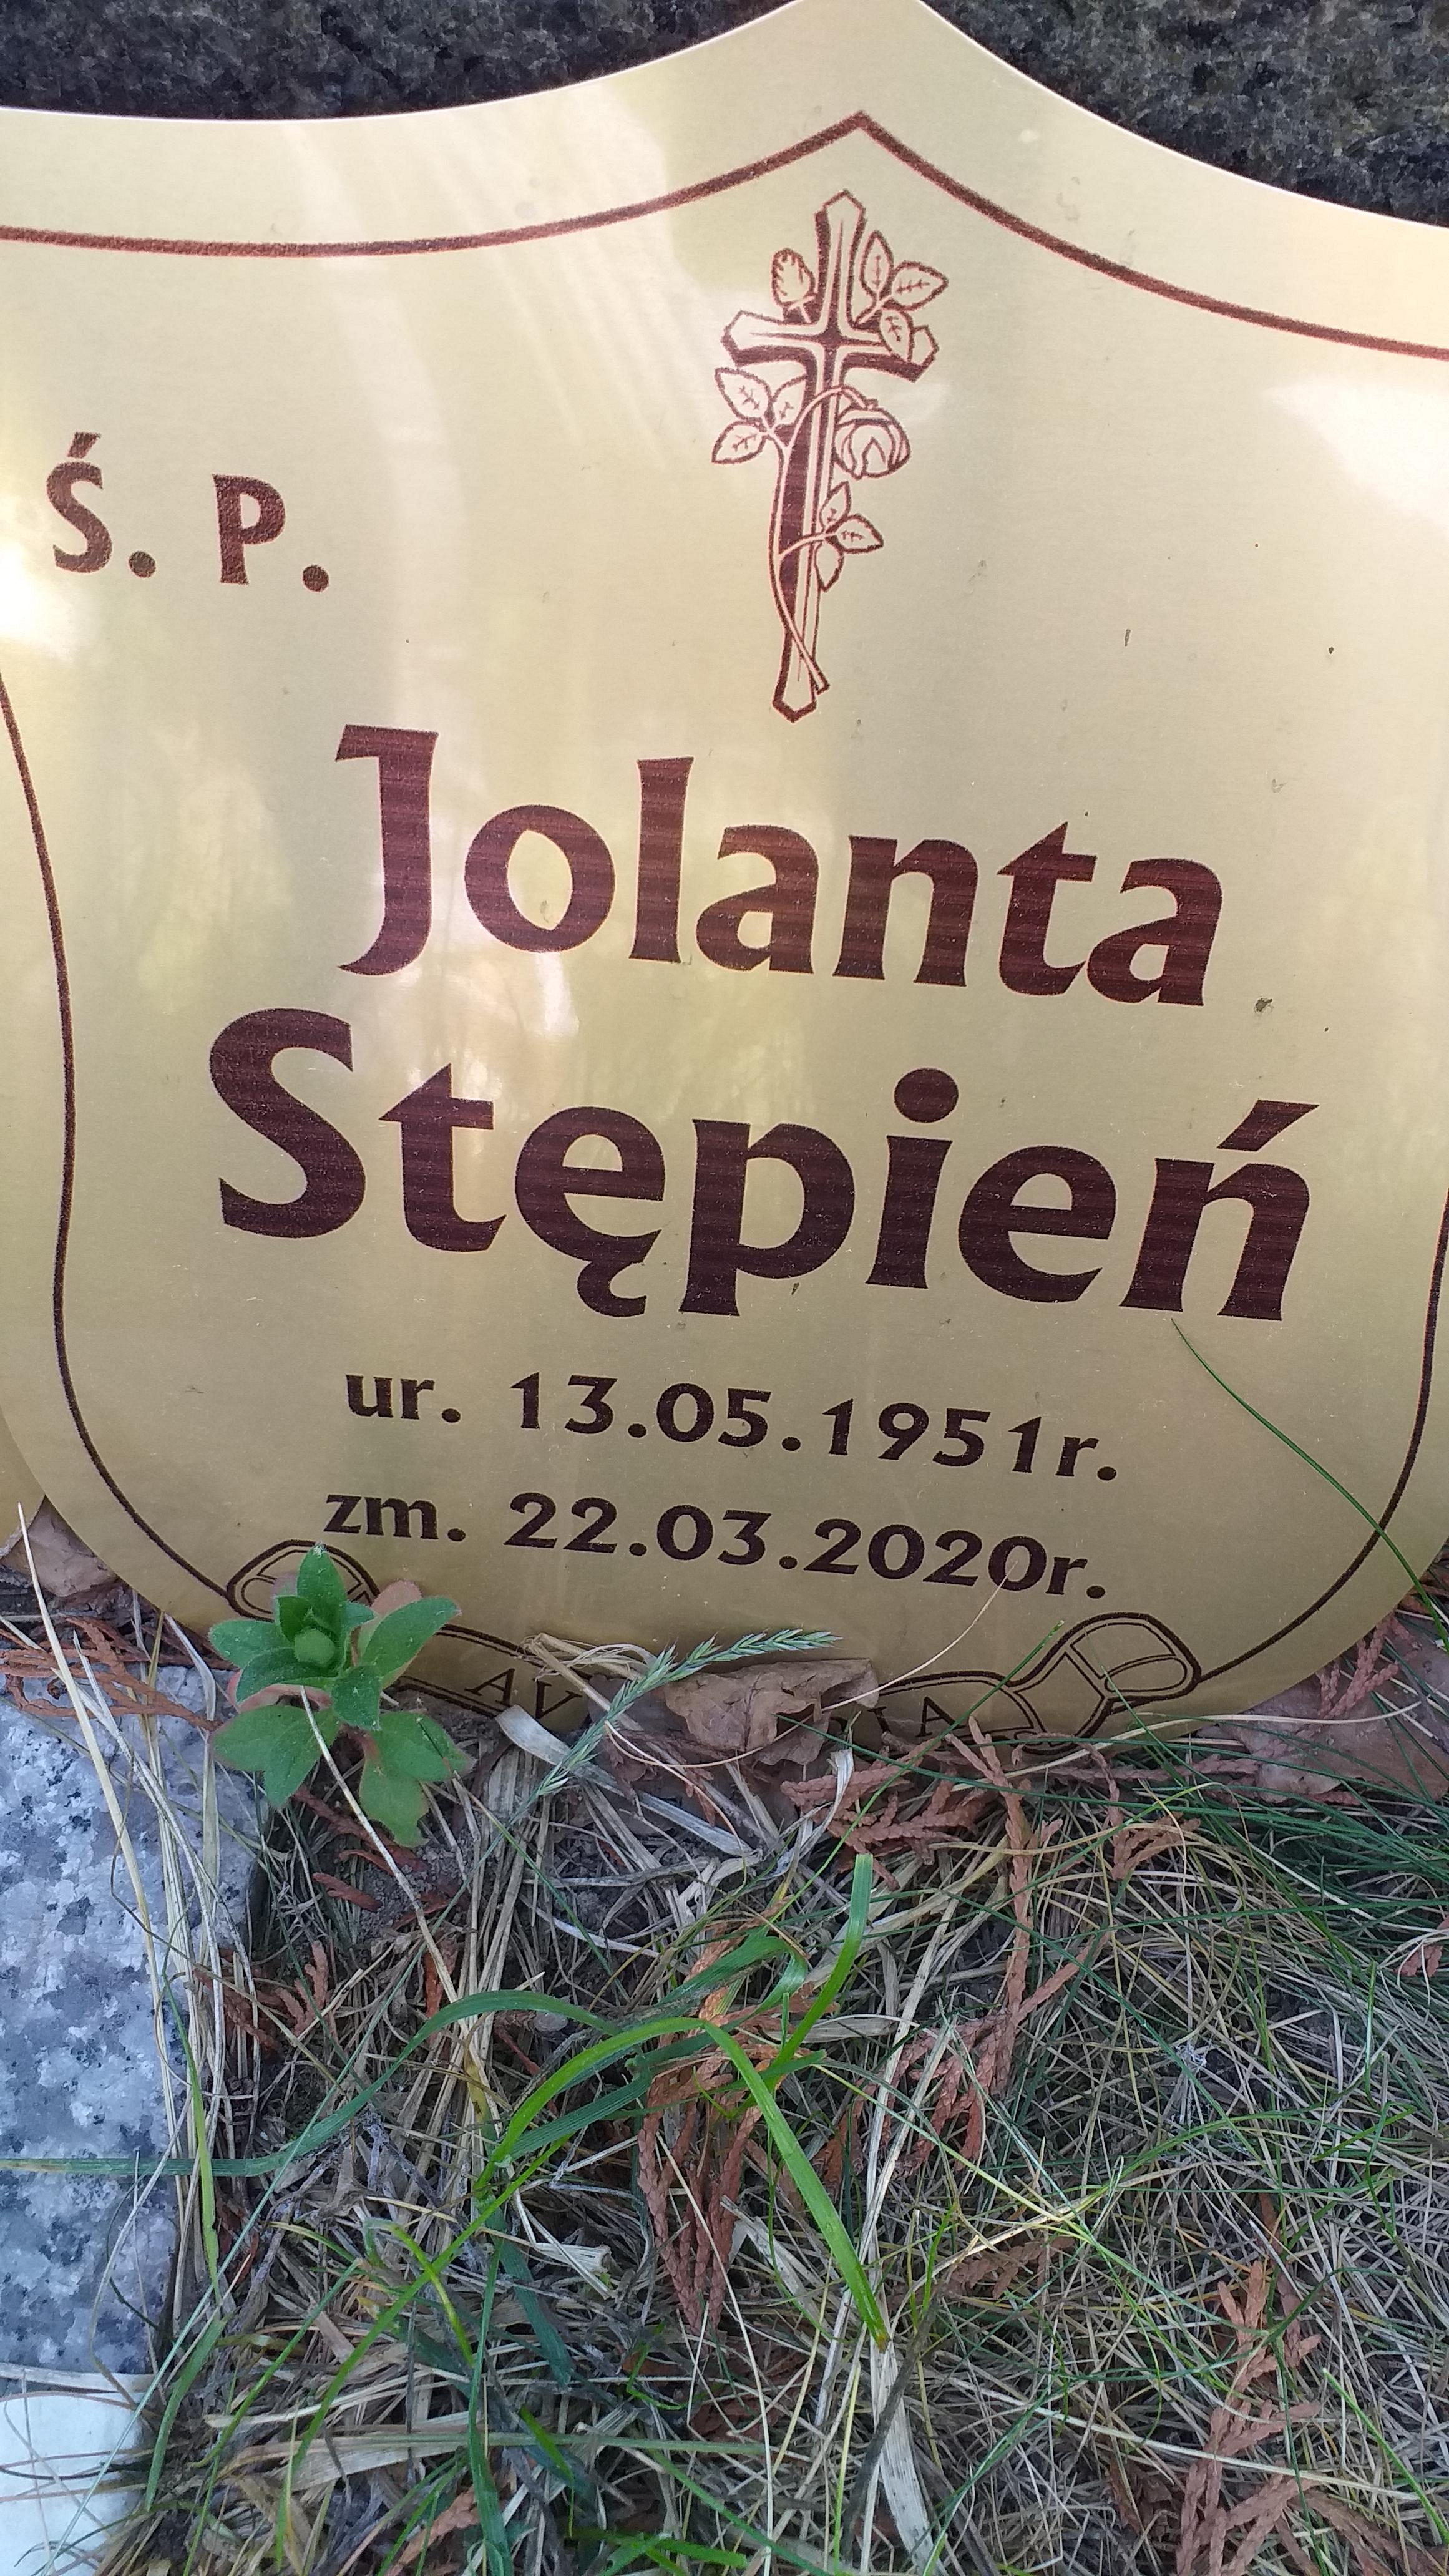 Ś. P.
Jolanta
Stępień
ur. 13.05.1951r.
zm. 22.03.2020r.